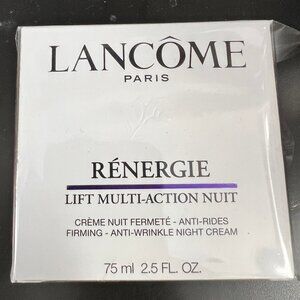 LANCÔME
PARIS
RÉNERGIE
LIFT MULTI-ACTION NUIT
CRÈME NUIT FERMETÉ - ANTI-RIDES
FIRMING - ANTI-WRINKLE NIGHT CREAM
75 ml 2.5 FL. OZ.